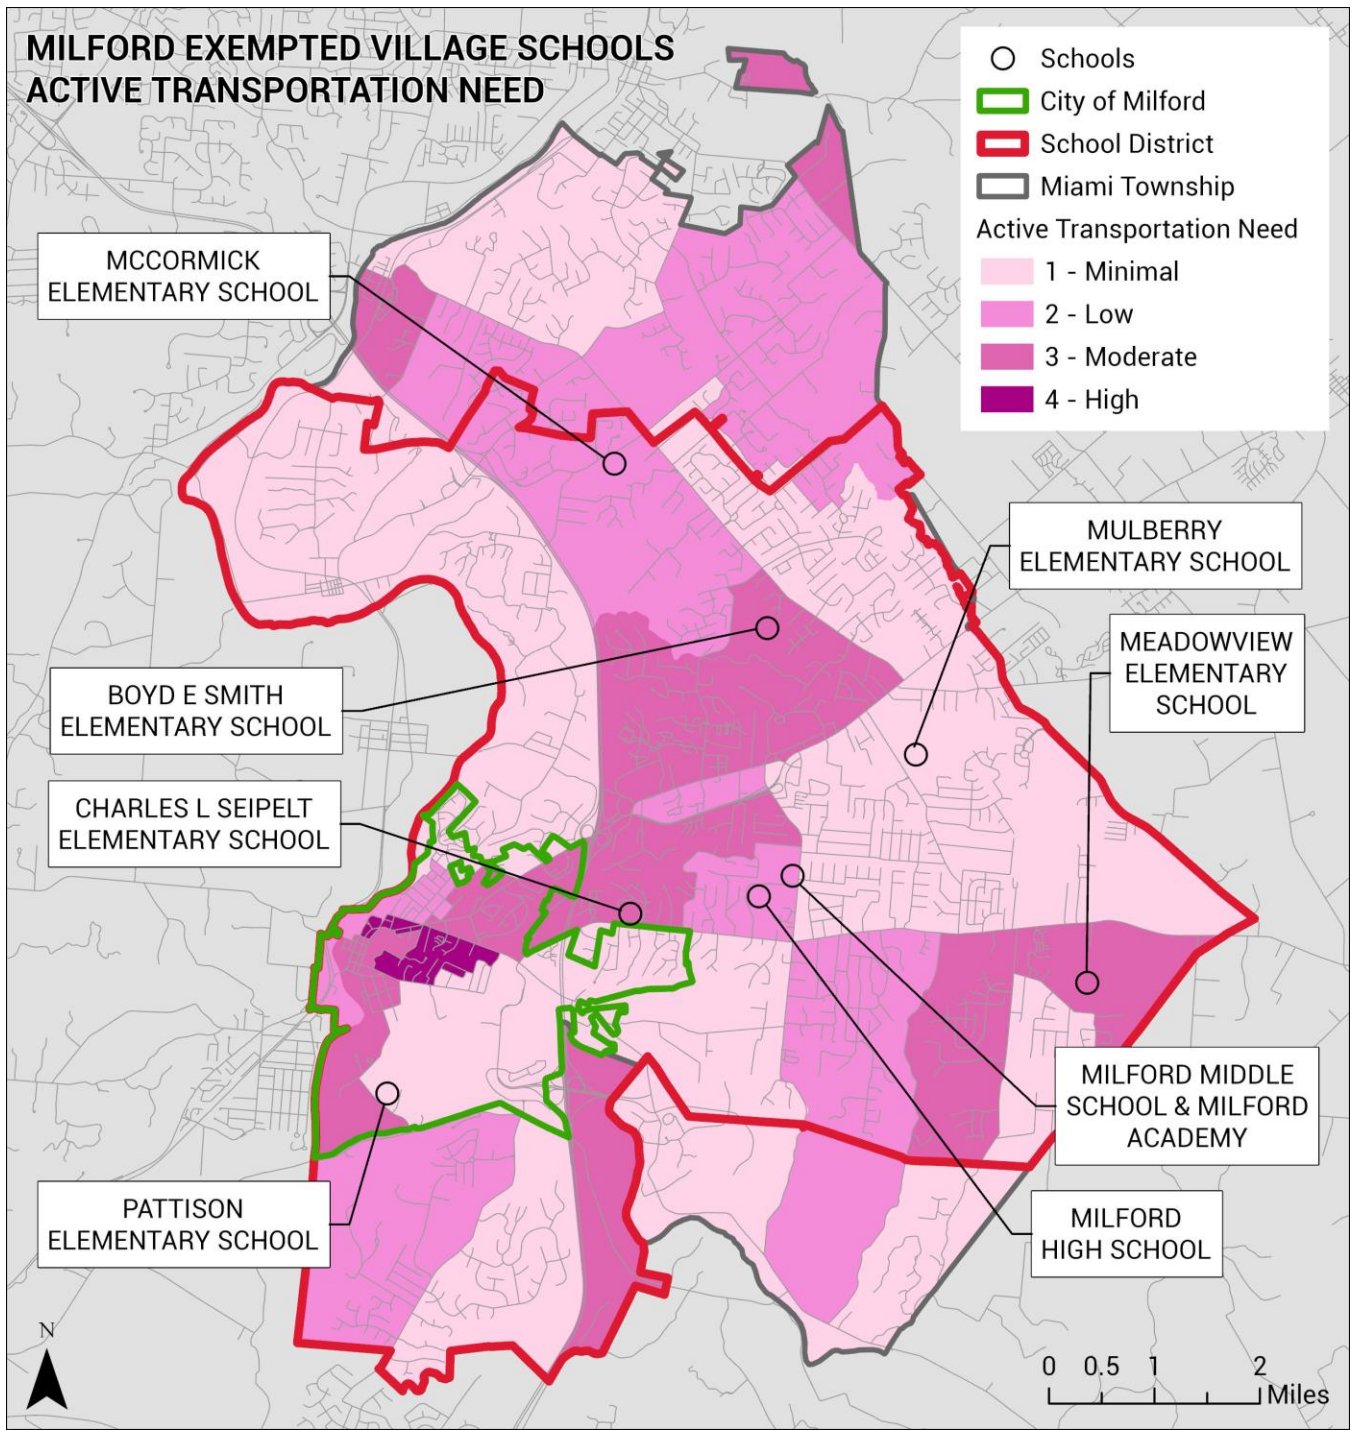 MILFORD EXEMPTED VILLAGE SCHOOLS
ACTIVE TRANSPORTATION NEED
Schools
City of Milford
School District
Miami Township
Active Transportation Need
1 - Minimal
2 - Low
3 - Moderate
4 - High
MCCORMICK
ELEMENTARY SCHOOL
MULBERRY
ELEMENTARY SCHOOL
MEADOWVIEW
ELEMENTARY
SCHOOL
BOYD E SMITH
ELEMENTARY SCHOOL
CHARLES L SEIPELT
ELEMENTARY SCHOOL
MILFORD MIDDLE
SCHOOL & MILFORD
ACADEMY
PATTISON
ELEMENTARY SCHOOL
MILFORD
HIGH SCHOOL
N
0 0.5 1 2
Miles